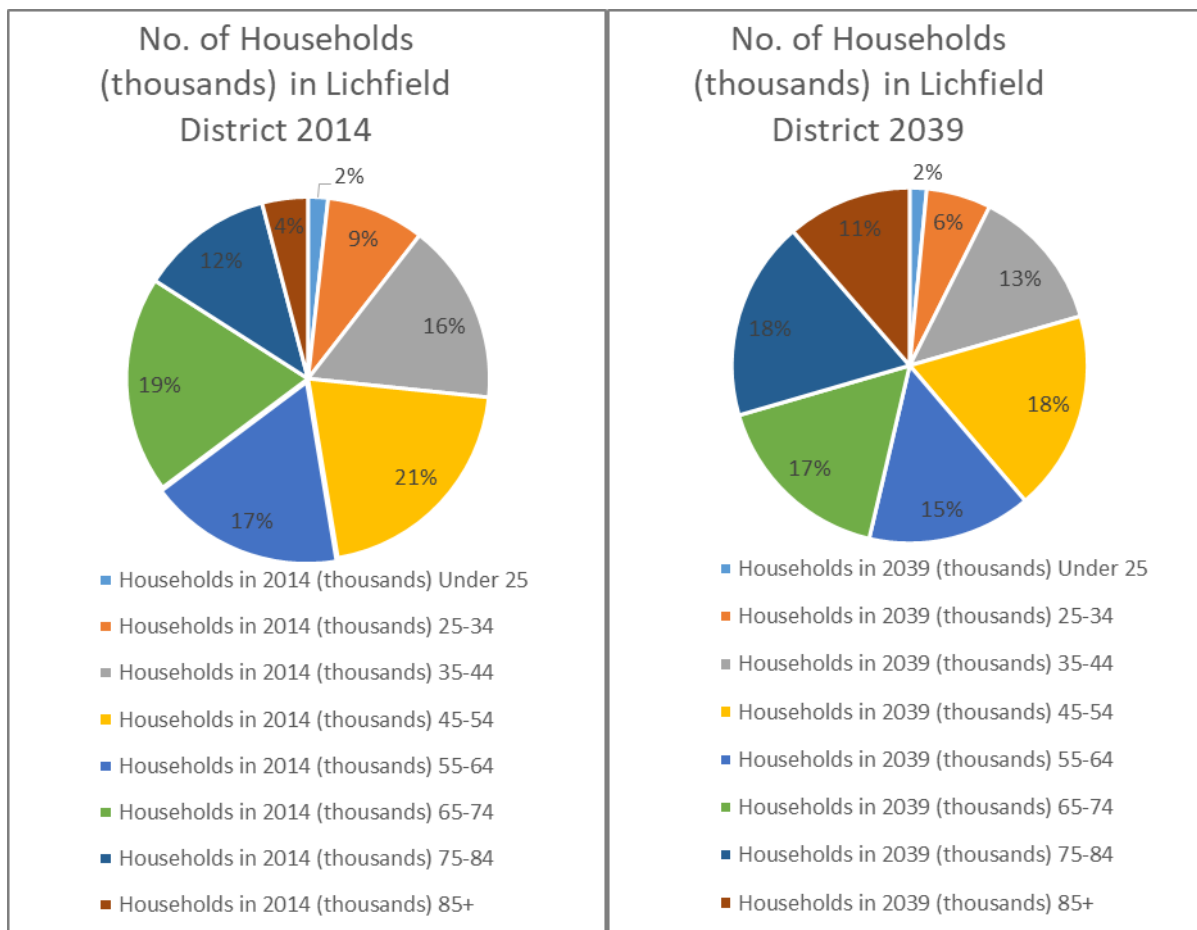 No. of Households
(thousands) in Lichfield
District 2014
2%
9%
16%
21%
17%
19%
12%
4%
Households in 2014 (thousands) Under 25
Households in 2014 (thousands) 25-34
Households in 2014 (thousands) 35-44
Households in 2014 (thousands) 45-54
Households in 2014 (thousands) 55-64
Households in 2014 (thousands) 65-74
Households in 2014 (thousands) 75-84
Households in 2014 (thousands) 85+
No. of Households
(thousands) in Lichfield
District 2039
2%
6%
13%
18%
15%
17%
18%
11%
Households in 2039 (thousands) Under 25
Households in 2039 (thousands) 25-34
Households in 2039 (thousands) 35-44
Households in 2039 (thousands) 45-54
Households in 2039 (thousands) 55-64
Households in 2039 (thousands) 65-74
Households in 2039 (thousands) 75-84
Households in 2039 (thousands) 85+